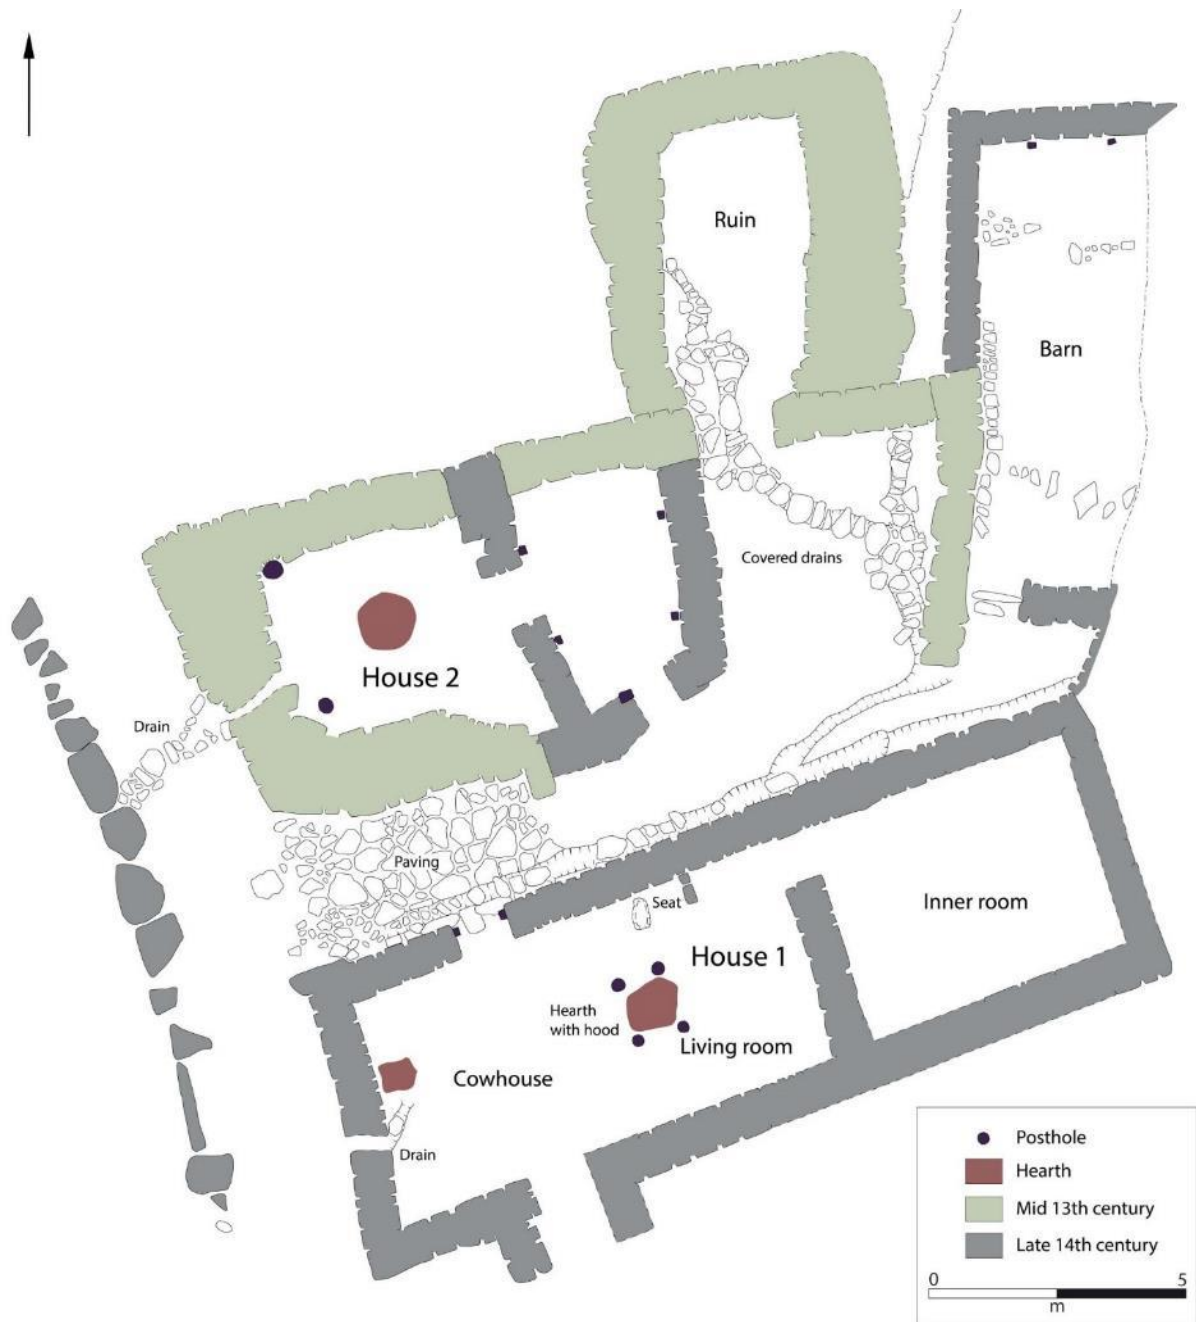 Ruin
Barn
Covered drains
House 2
Drain
Paving
Seat
Inner room
House 1
Hearth
with hood
Living room
Cowhouse
Drain
Posthole
Hearth
Mid 13th century
Late 14th century
0 5
m